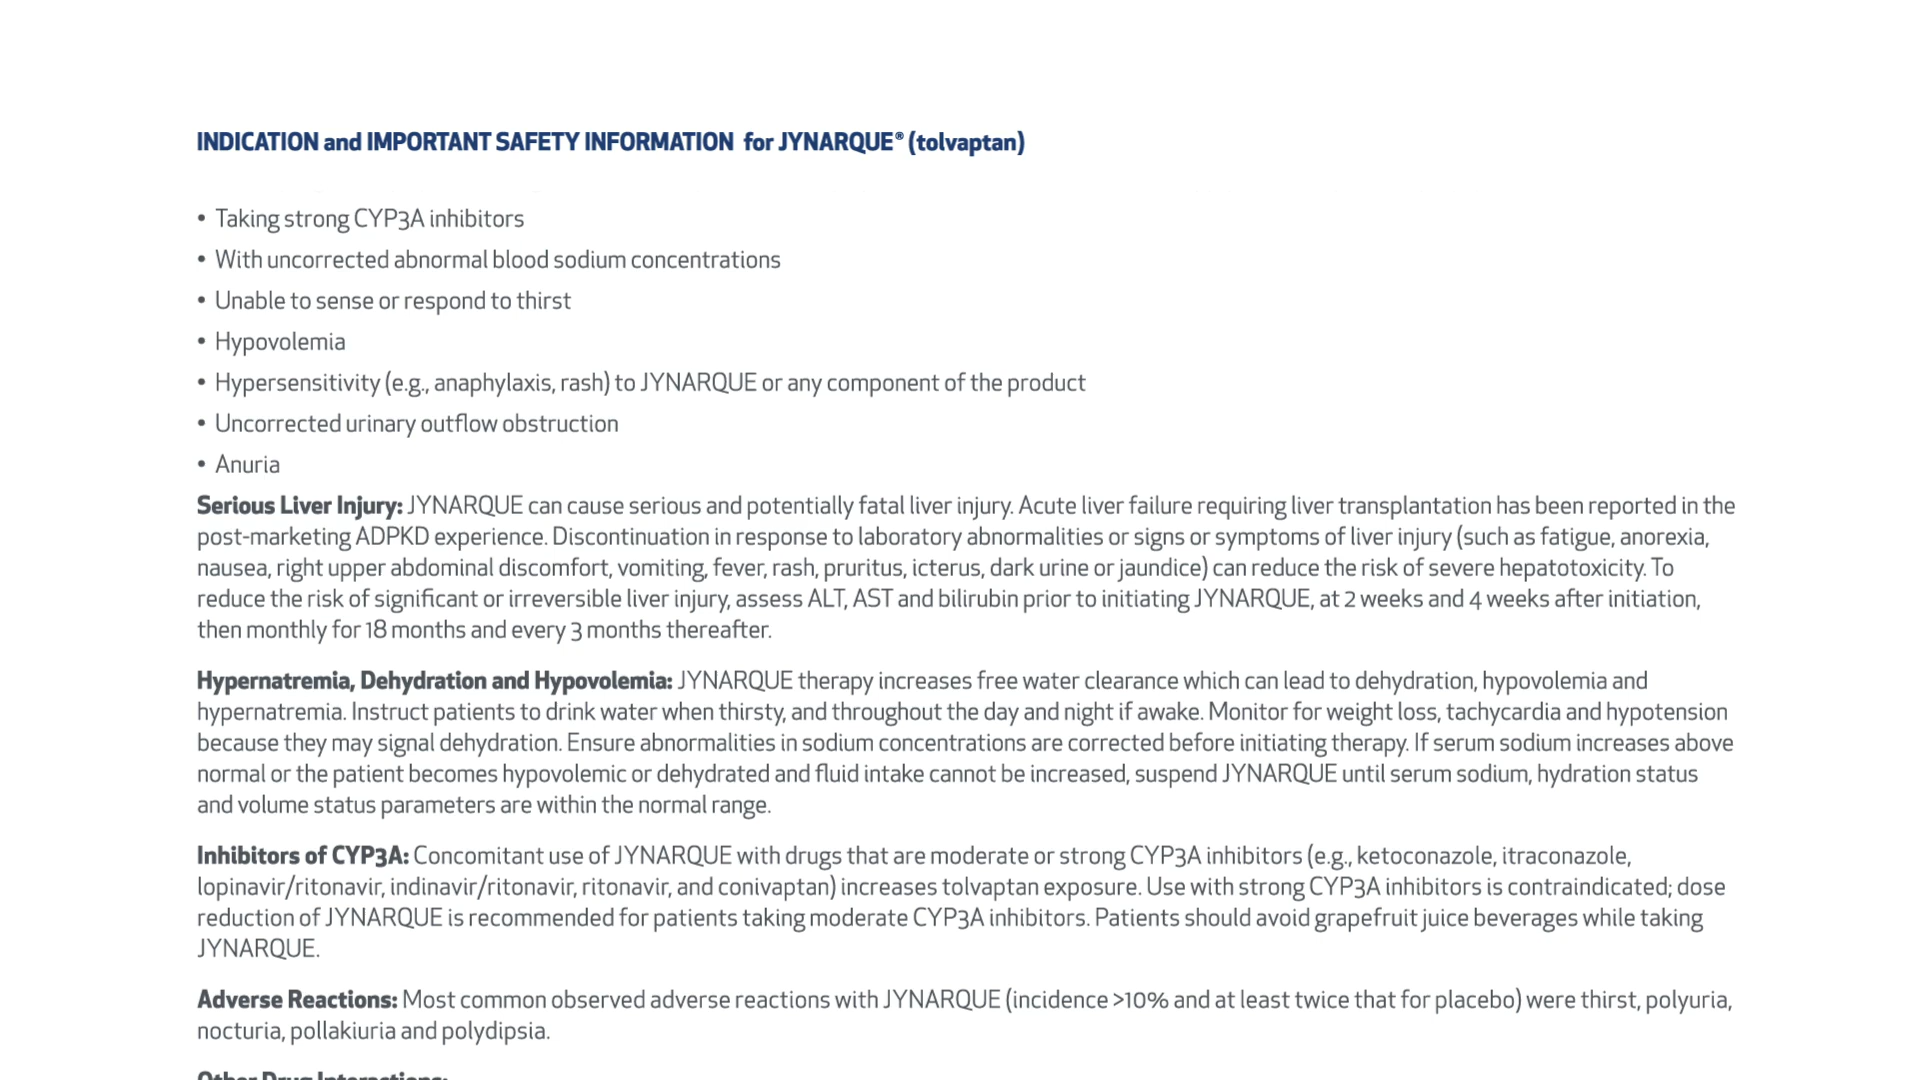 INDICATION and IMPORTANT SAFETY INFORMATION for JYNARQUE® (tolvaptan)
• Taking strong CYP3A inhibitors
• With uncorrected abnormal blood sodium concentrations
• Unable to sense or respond to thirst
• Hypovolemia
• Hypersensitivity (e.g., anaphylaxis, rash) to JYNARQUE or any component of the product
• Uncorrected urinary outflow obstruction
• Anuria
Serious Liver Injury: JYNARQUE can cause serious and potentially fatal liver injury. Acute liver failure requiring liver transplantation has been reported in the
post-marketing ADPKD experience. Discontinuation in response to laboratory abnormalities or signs or symptoms of liver injury (such as fatigue, anorexia,
nausea, right upper abdominal discomfort, vomiting, fever, rash, pruritus, icterus, dark urine or jaundice) can reduce the risk of severe hepatotoxicity. To
reduce the risk of significant or irreversible liver injury, assess ALT, AST and bilirubin prior to initiating JYNARQUE, at 2 weeks and 4 weeks after initiation,
then monthly for 18 months and every 3 months thereafter.
Hypernatremia, Dehydration and Hypovolemia: JYNARQUE therapy increases free water clearance which can lead to dehydration, hypovolemia and
hypernatremia. Instruct patients to drink water when thirsty, and throughout the day and night if awake. Monitor for weight loss, tachycardia and hypotension
because they may signal dehydration. Ensure abnormalities in sodium concentrations are corrected before initiating therapy. If serum sodium increases above
normal or the patient becomes hypovolemic or dehydrated and fluid intake cannot be increased, suspend JYNARQUE until serum sodium, hydration status
and volume status parameters are within the normal range.
Inhibitors of CYP3A: Concomitant use of JYNARQUE with drugs that are moderate or strong CYP3A inhibitors (e.g., ketoconazole, itraconazole,
lopinavir/ritonavir, indinavir/ritonavir, ritonavir, and conivaptan) increases tolvaptan exposure. Use with strong CYP3A inhibitors is contraindicated; dose
reduction of JYNARQUE is recommended for patients taking moderate CYP3A inhibitors. Patients should avoid grapefruit juice beverages while taking
JYNARQUE.
Adverse Reactions: Most common observed adverse reactions with JYNARQUE (incidence >10% and at least twice that for placebo) were thirst, polyuria,
nocturia, pollakiuria and polydipsia.
Other Drug Interactions: